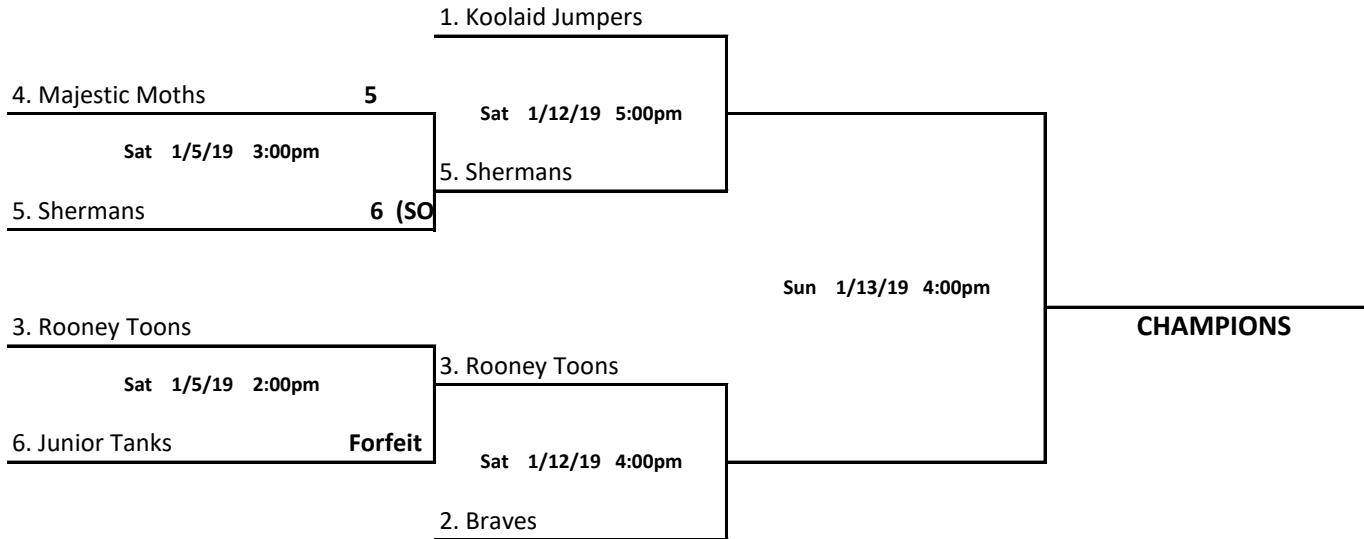 1. Koolaid Jumpers
4. Majestic Moths 5
Sat 1/12/19 5:00pm
Sat 1/5/19 3:00pm
5. Shermans
5. Shermans 6 (SO
Sun 1/13/19 4:00pm
3. Rooney Toons
CHAMPIONS
3. Rooney Toons
Sat 1/5/19 2:00pm
6. Junior Tanks Forfeit
Sat 1/12/19 4:00pm
2. Braves